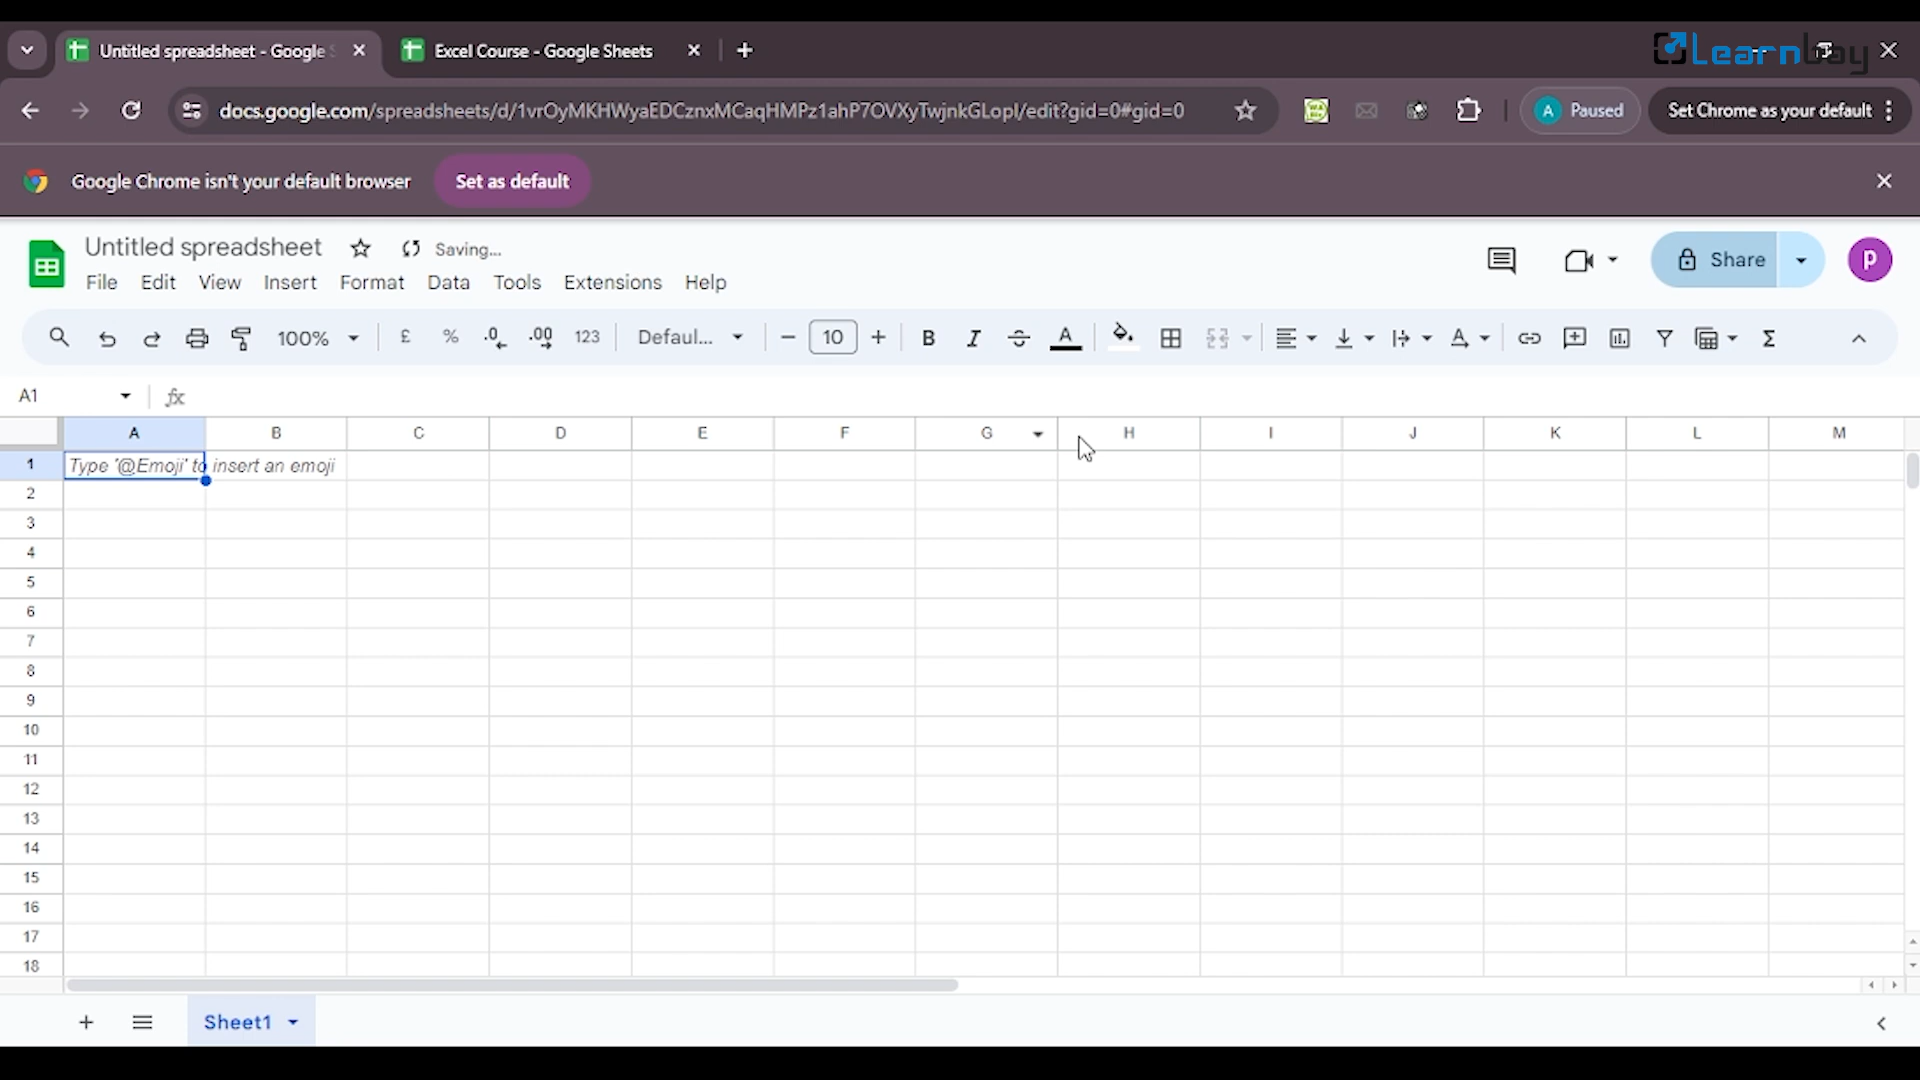 Untitled spreadsheet - Google S
Excel Course - Google Sheets
Learnbay
docs.google.com/spreadsheets/d/1vrOyMKHWyaEDCznxMCaqHMPz1ahP7OVXyTwjnkGLopI/edit?gid=0#gid=0
A Paused
Set Chrome as your default
Google Chrome isn't your default browser
Set as default
Untitled spreadsheet
Saving...
Share
p
File Edit View Insert Format Data Tools Extensions Help
100% £ % .0 .00 123 Defaul... 10 B I A Σ
A1 fx
A B C D E F G H I J K L M
1 Type '@Emoji' to insert an emoji
2
3
4
5
6
7
8
9
10
11
12
13
14
15
16
17
18
Sheet1